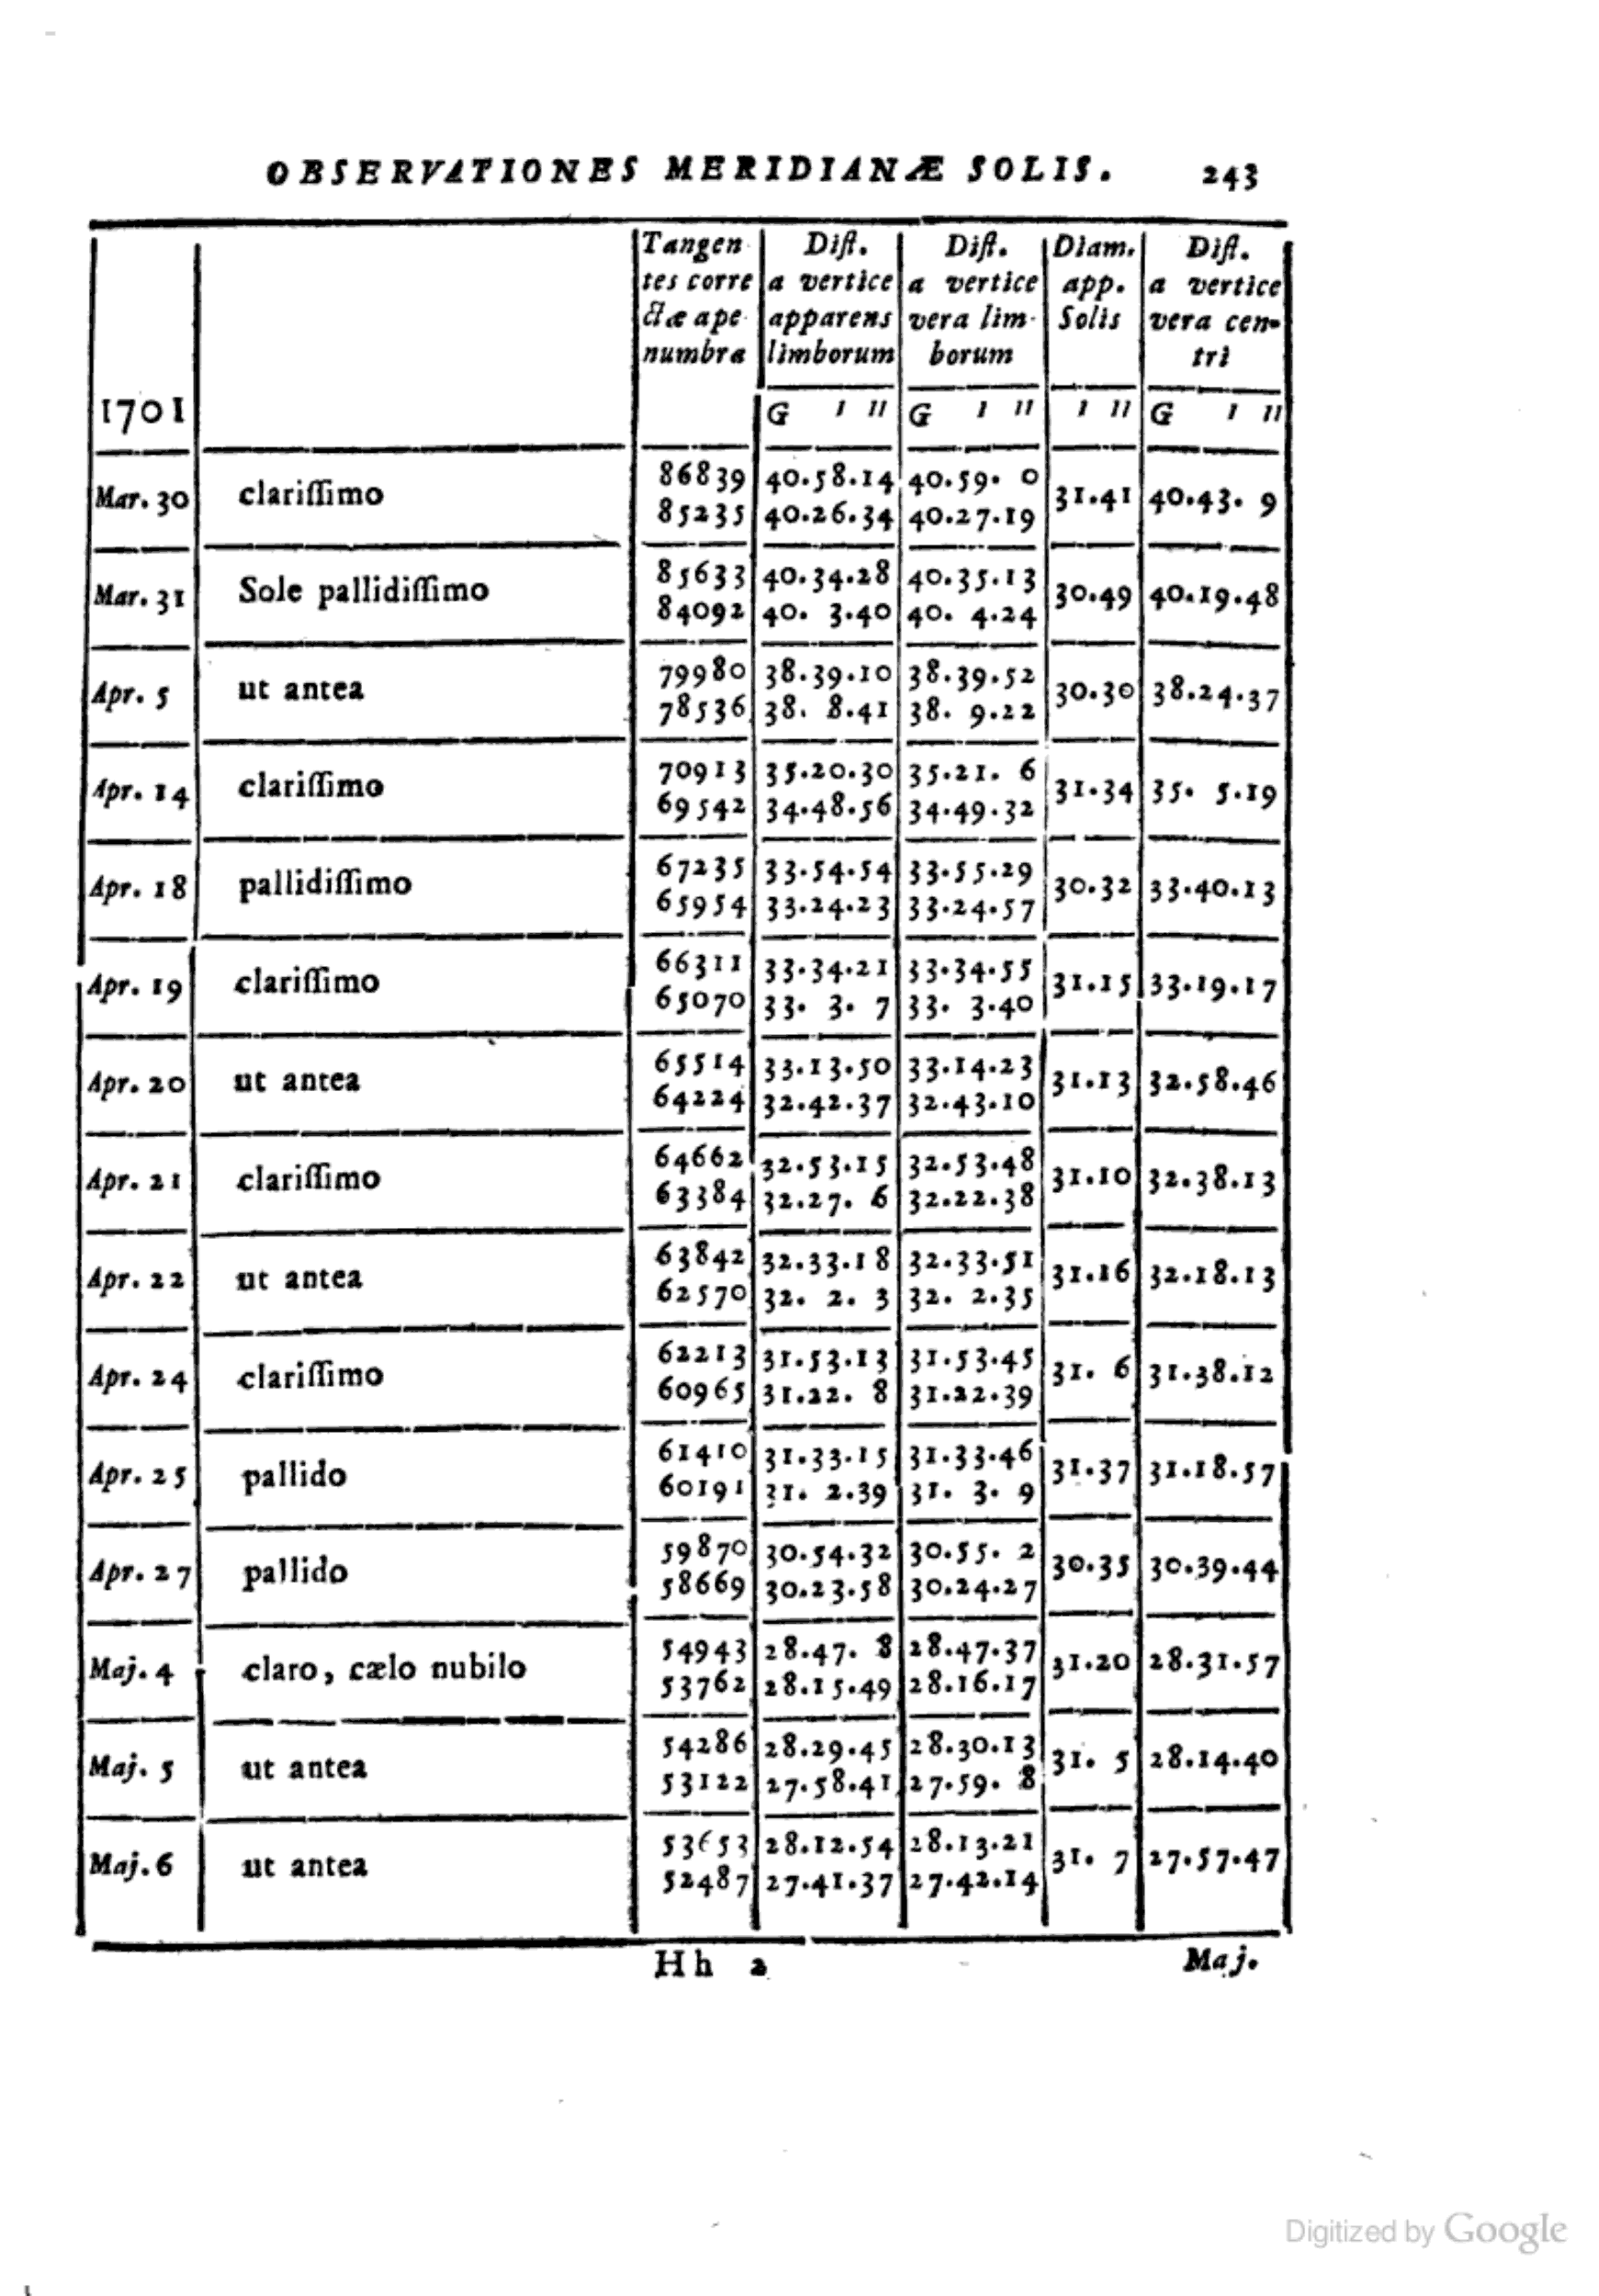 OBSERVATIONES MERIDIANÆ SOLIS. 243
Tangen Diſt. Diſt. Diam. Diſt.
tes corre a vertice a vertice app. a vertice
ctæ a pe apparens vera lim- Solis vera cen-
numbra limborum borum tri
1701 G I II G I II I II G I II
86839 40.58.14 40.59. 0
Mar. 30 clariſſimo 31.41 40.43. 9
85235 40.26.34 40.27.19
85633 40.34.28 40.35.13
Mar. 31 Sole pallidiſſimo 30.49 40.19.48
84092 40. 3.40 40. 4.24
79980 38.39.10 38.39.52
Apr. 5 ut antea 30.30 38.24.37
78536 38. 8.41 38. 9.22
70913 35.20.30 35.21. 6
Apr. 14 clariſſimo 31.34 35. 5.19
69542 34.48.56 34.49.32
67235 33.54.54 33.55.29
Apr. 18 pallidiſſimo 30.32 33.40.13
65954 33.24.23 33.24.57
66311 33.34.21 33.34.55
Apr. 19 clariſſimo 31.15 33.19.17
65070 33. 3. 7 33. 3.40
65514 33.13.50 33.14.23
Apr. 20 ut antea 31.13 32.58.46
64224 32.42.37 32.43.10
64662 32.53.15 32.53.48
Apr. 21 clariſſimo 31.10 32.38.13
63384 32.27. 6 32.22.38
63842 32.33.18 32.33.51
Apr. 22 ut antea 31.16 32.18.13
62570 32. 2. 3 32. 2.35
62213 31.53.13 31.53.45
Apr. 24 clariſſimo 31. 6 31.38.12
60965 31.22. 8 31.22.39
61410 31.33.15 31.33.46
Apr. 25 pallido 31.37 31.18.57
60191 31. 2.39 31. 3. 9
59870 30.54.32 30.55. 2
Apr. 27 pallido 30.35 30.39.44
58669 30.23.58 30.24.27
54943 28.47. 8 28.47.37
Maj. 4 claro, cælo nubilo 31.20 28.31.57
53762 28.15.49 28.16.17
54286 28.29.45 28.30.13
Maj. 5 ut antea 31. 5 28.14.40
53122 27.58.41 27.59. 8
53653 28.12.54 28.13.21
Maj. 6 ut antea 31. 7 27.57.47
52487 27.41.37 27.42.14
Hh 2 Maj.
Digitized by Google